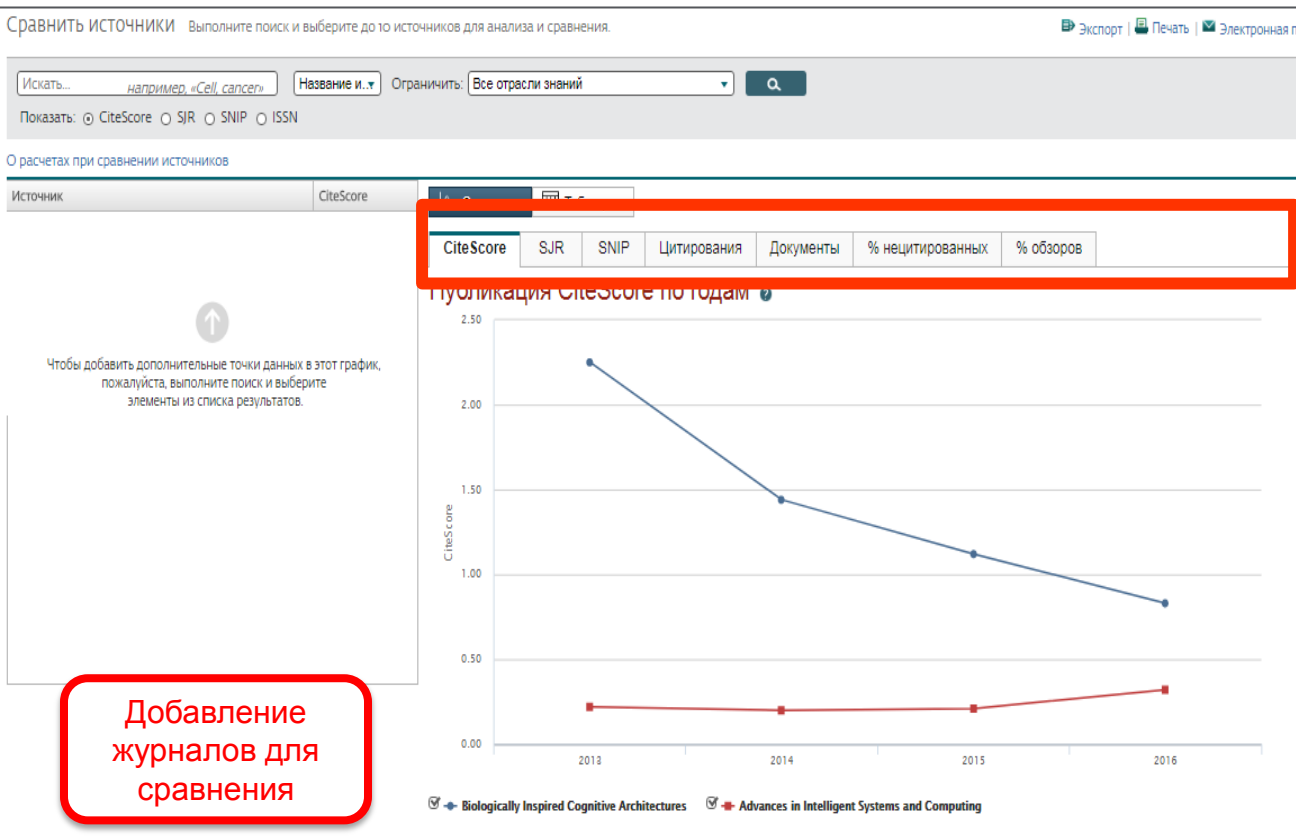 Сравнить источники Выполните поиск и выберите до 10 источников для анализа и сравнения.
Экспорт | Печать | Электронная п
Искать... например, «Cell, cancer» Название и.. Ограничить: Все отрасли знаний
Показать: CiteScore SJR SNIP ISSN
О расчетах при сравнении источников
Источник CiteScore
CiteScore SJR SNIP Цитирования Документы % нецитированных % обзоров
Публикация CiteScore по годам
Чтобы добавить дополнительные точки данных в этот график,
пожалуйста, выполните поиск и выберите
элементы из списка результатов.
2.50
2.00
1.50
1.00
0.50
0.00
CiteScore
2013 2014 2015 2016
Biologically Inspired Cognitive Architectures Advances in Intelligent Systems and Computing
Добавление
журналов для
сравнения